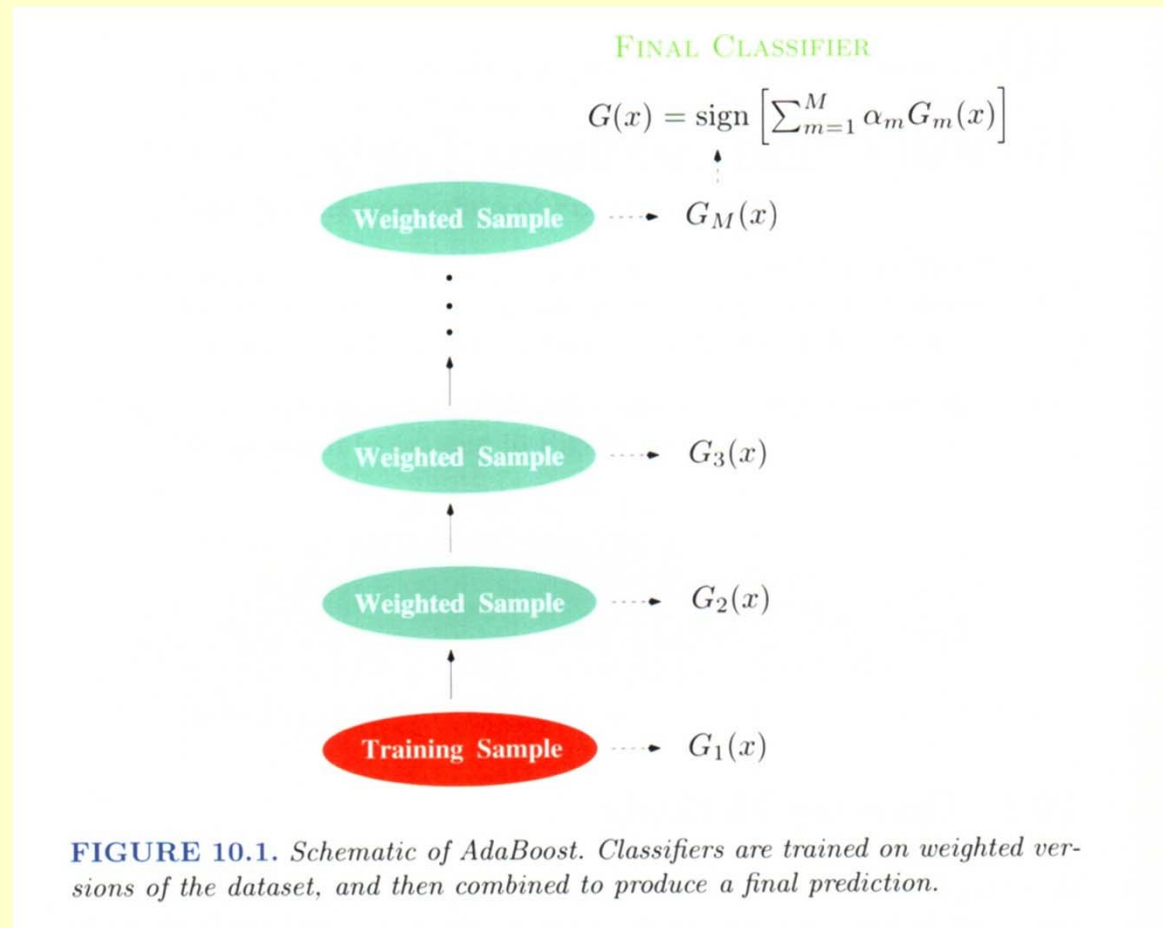 FINAL CLASSIFIER
G(x) = sign [∑_{m=1}^{M} α_m G_m(x)]
Weighted Sample G_M(x)
Weighted Sample G_3(x)
Weighted Sample G_2(x)
Training Sample G_1(x)
FIGURE 10.1. Schematic of AdaBoost. Classifiers are trained on weighted ver-
sions of the dataset, and then combined to produce a final prediction.